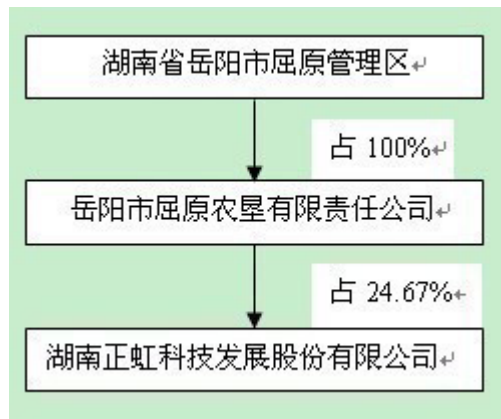 湖南省岳阳市屈原管理区
占 100%
岳阳市屈原农垦有限责任公司
占 24.67%
湖南正虹科技发展股份有限公司